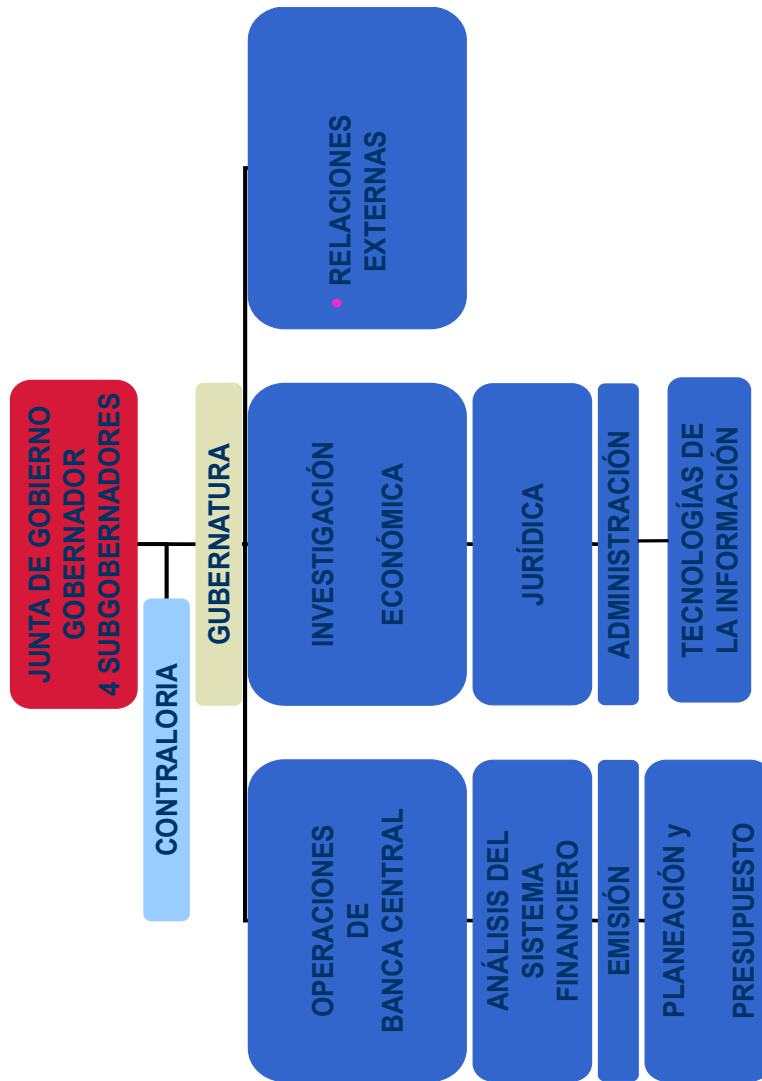 JUNTA DE GOBIERNO
GOBERNADOR
4 SUBGOBERNADORES
CONTRALORIA
GUBERNATURA
OPERACIONES
DE
BANCA CENTRAL
ANÁLISIS DEL
SISTEMA
FINANCIERO
EMISIÓN
PLANEACIÓN y
PRESUPUESTO
INVESTIGACIÓN
ECONÓMICA
JURÍDICA
ADMINISTRACIÓN
TECNOLOGÍAS DE
LA INFORMACIÓN
• RELACIONES
EXTERNAS